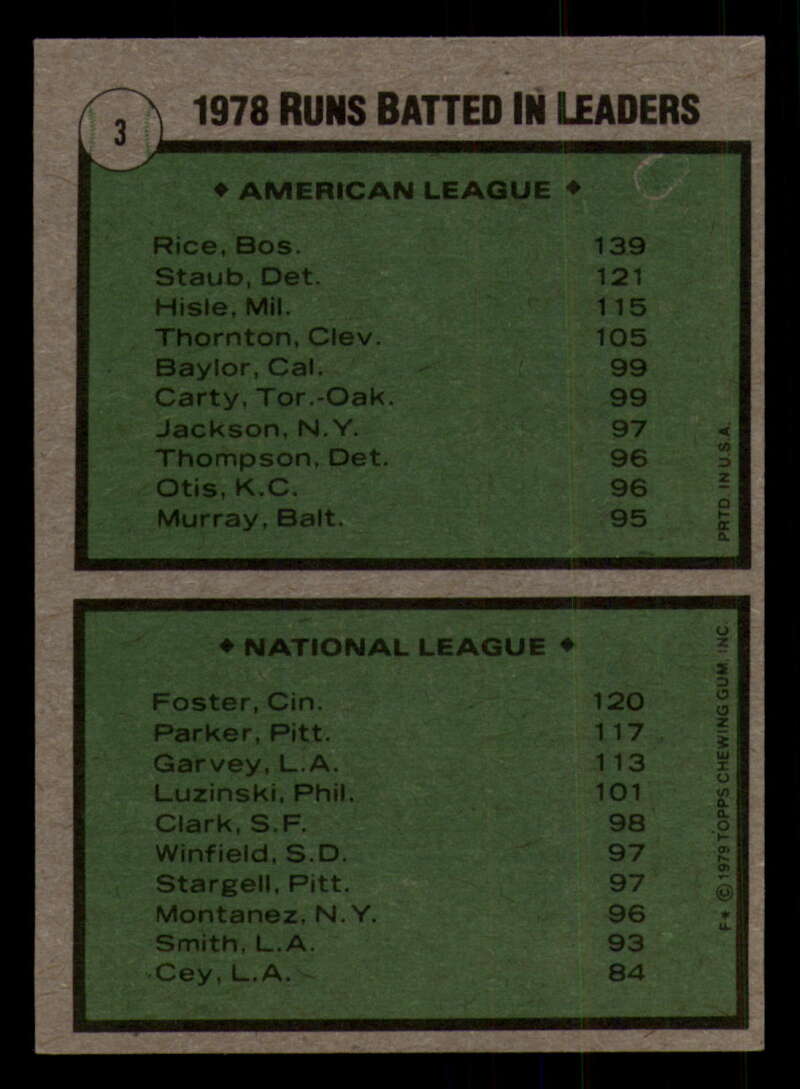 3
1978 RUNS BATTED IN LEADERS
♦ AMERICAN LEAGUE ♦
Rice, Bos. 139
Staub, Det. 121
Hisle, Mil. 115
Thornton, Clev. 105
Baylor, Cal. 99
Carty, Tor.-Oak. 99
Jackson, N.Y. 97
Thompson, Det. 96
Otis, K.C. 96
Murray, Balt. 95
PRTD. IN U.S.A.
♦ NATIONAL LEAGUE ♦
Foster, Cin. 120
Parker, Pitt. 117
Garvey, L.A. 113
Luzinski, Phil. 101
Clark, S.F. 98
Winfield, S.D. 97
Stargell, Pitt. 97
Montanez, N.Y. 96
Smith, L.A. 93
Cey, L.A. 84
F* © 1979 TOPPS CHEWING GUM, INC.